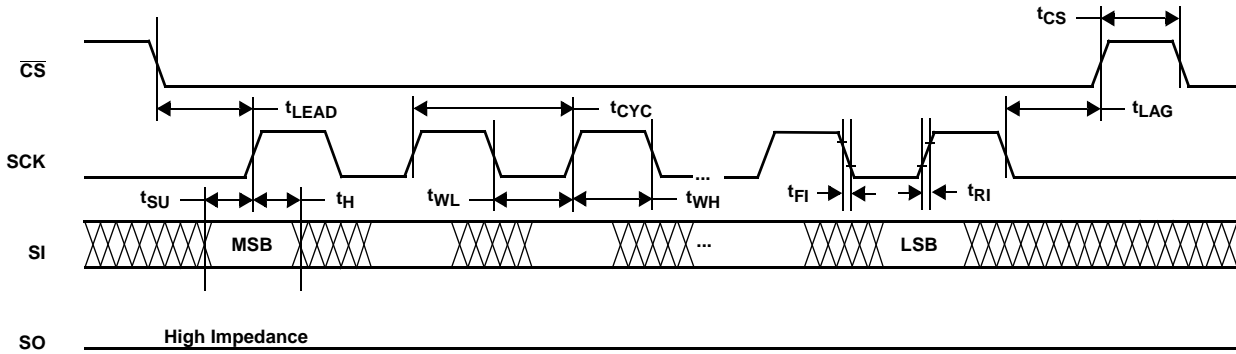 tCS
CS
tLEAD
tCYC
tLAG
SCK
...
tSU
tH
tWL
tWH
tFI
tRI
SI
MSB
...
LSB
High Impedance
SO